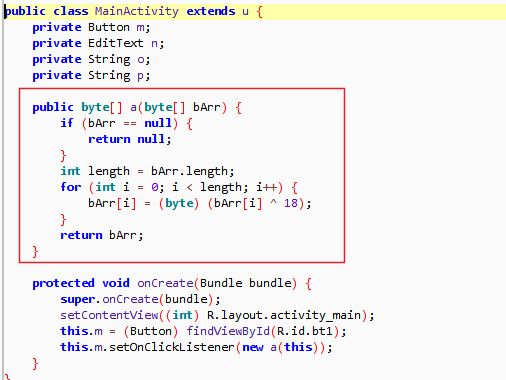 public class MainActivity extends u {
    private Button m;
    private EditText n;
    private String o;
    private String p;

    public byte[] a(byte[] bArr) {
        if (bArr == null) {
            return null;
        }
        int length = bArr.length;
        for (int i = 0; i < length; i++) {
            bArr[i] = (byte) (bArr[i] ^ 18);
        }
        return bArr;
    }

    protected void onCreate(Bundle bundle) {
        super.onCreate(bundle);
        setContentView((int) R.layout.activity_main);
        this.m = (Button) findViewById(R.id.bt1);
        this.m.setOnClickListener(new a(this));
    }
}